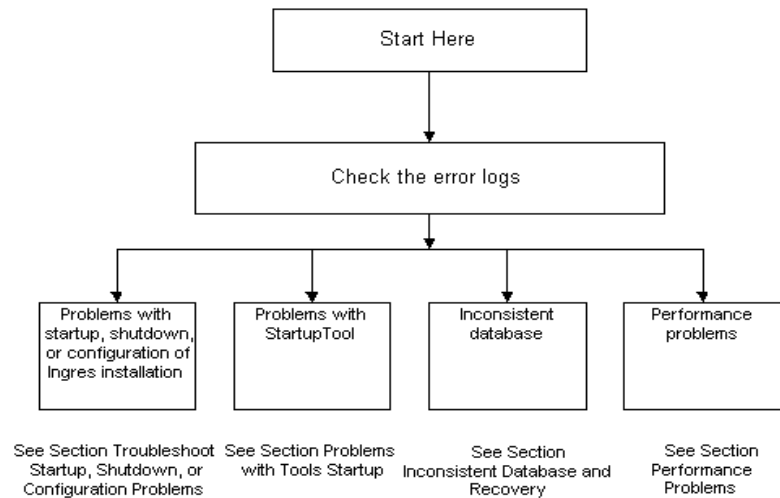 Start Here
Check the error logs
Problems with
startup, shutdown,
or configuration of
Ingres installation
Problems with
StartupTool
Inconsistent
database
Performance
problems
See Section Troubleshoot
Startup, Shutdown, or
Configuration Problems
See Section Problems
with Tools Startup
See Section
Inconsistent Database and
Recovery
See Section
Performance
Problems